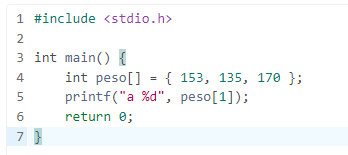 1 #include <stdio.h>
2
3 int main() {
4     int peso[] = { 153, 135, 170 };
5     printf("a %d", peso[1]);
6     return 0;
7 }